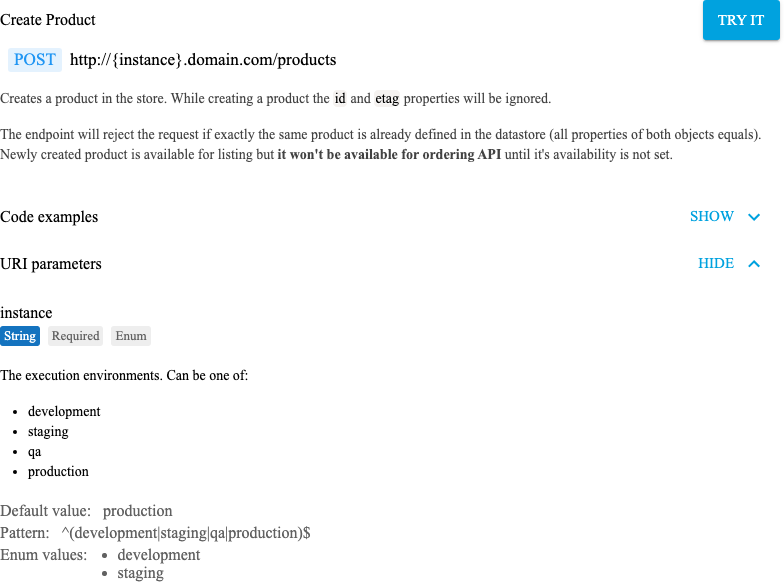 Create Product
TRY IT
POST http://{instance}.domain.com/products
Creates a product in the store. While creating a product the id and etag properties will be ignored.
The endpoint will reject the request if exactly the same product is already defined in the datastore (all properties of both objects equals).
Newly created product is available for listing but it won't be available for ordering API until it's availability is not set.
Code examples SHOW
URI parameters HIDE
instance
String Required Enum
The execution environments. Can be one of:
• development
• staging
• qa
• production
Default value: production
Pattern: ^(development|staging|qa|production)$
Enum values: • development
• staging